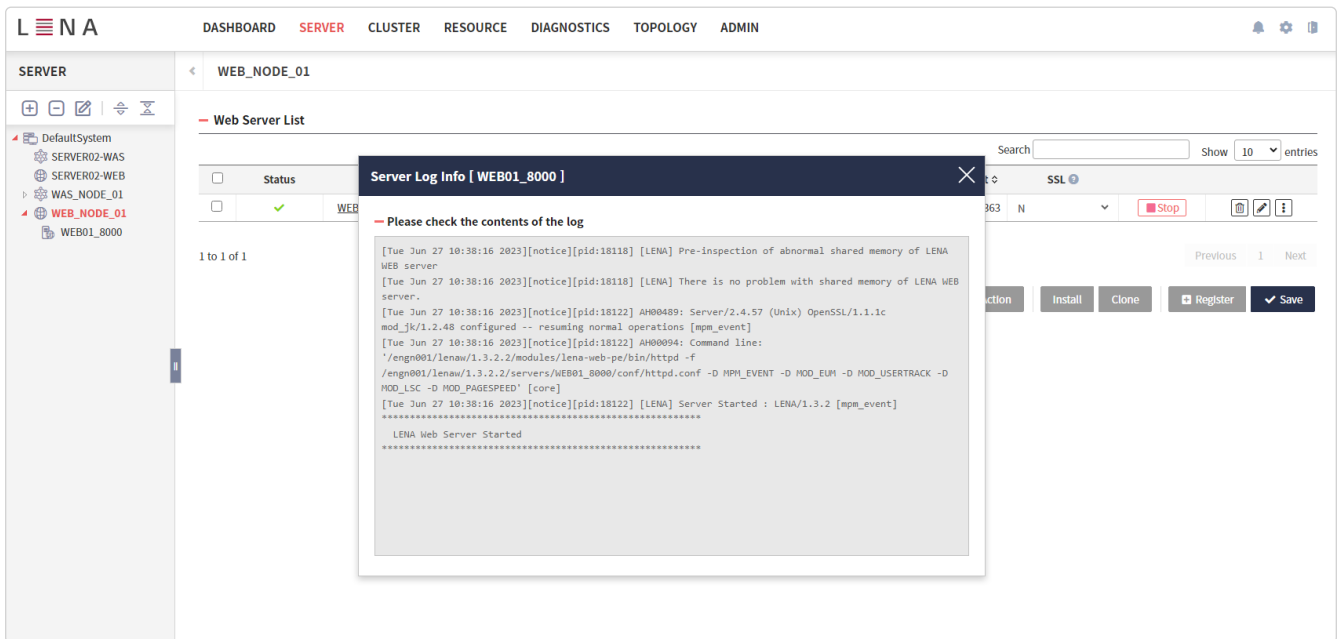 LENA
DASHBOARD SERVER CLUSTER RESOURCE DIAGNOSTICS TOPOLOGY ADMIN
SERVER
WEB_NODE_01
DefaultSystem
SERVER02-WAS
SERVER02-WEB
WAS_NODE_01
WEB_NODE_01
WEB01_8000
Web Server List
Search
Show 10 entries
Status
SSL
WEB
363 N Stop
1 to 1 of 1
Previous 1 Next
Install Clone Register Save
Server Log Info [ WEB01_8000 ]
Please check the contents of the log
[Tue Jun 27 10:38:16 2023][notice][pid:18118] [LENA] Pre-inspection of abnormal shared memory of LENA
WEB server
[Tue Jun 27 10:38:16 2023][notice][pid:18118] [LENA] There is no problem with shared memory of LENA WEB
server.
[Tue Jun 27 10:38:16 2023][notice][pid:18122] AH00489: Server/2.4.57 (Unix) OpenSSL/1.1.1c
mod_jk/1.2.48 configured -- resuming normal operations [mpm_event]
[Tue Jun 27 10:38:16 2023][notice][pid:18122] AH00094: Command line:
'/engn001/lenaw/1.3.2.2/modules/lena-web-pe/bin/httpd -f
/engn001/lenaw/1.3.2.2/servers/WEB01_8000/conf/httpd.conf -D MPM_EVENT -D MOD_EUM -D MOD_USERTRACK -D
MOD_LSC -D MOD_PAGESPEED' [core]
[Tue Jun 27 10:38:16 2023][notice][pid:18122] [LENA] Server Started : LENA/1.3.2 [mpm_event]
*********************************************************
LENA Web Server Started
*********************************************************